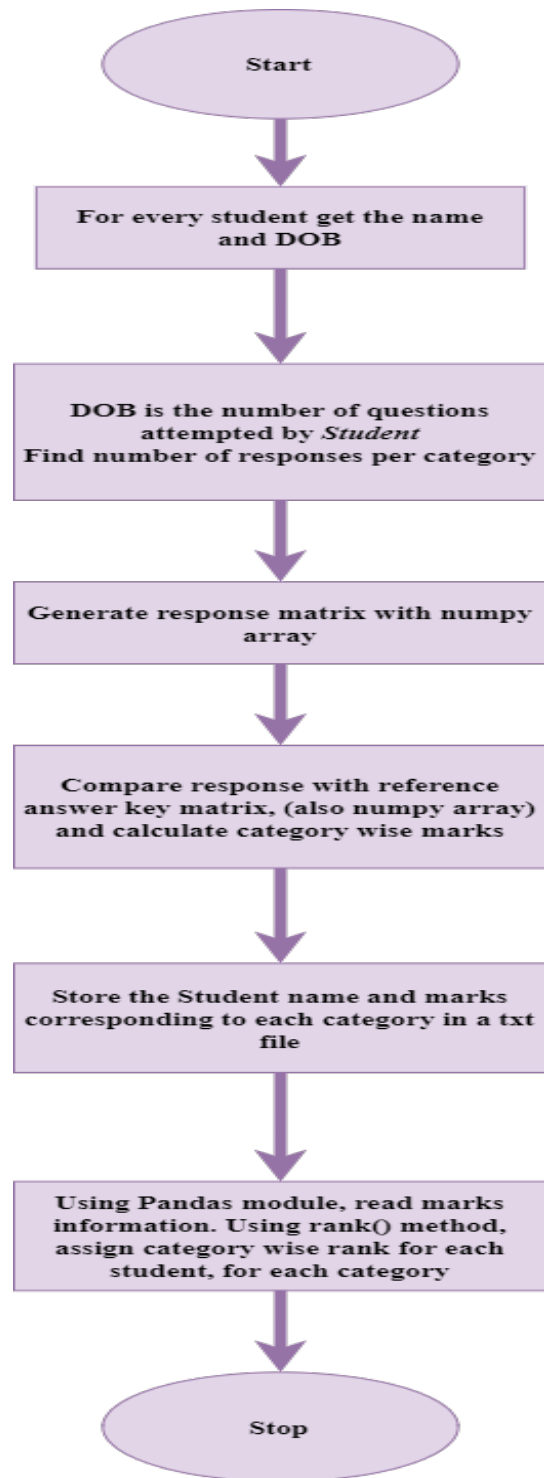 Start
For every student get the name
and DOB
DOB is the number of questions
attempted by Student
Find number of responses per category
Generate response matrix with numpy
array
Compare response with reference
answer key matrix, (also numpy array)
and calculate category wise marks
Store the Student name and marks
corresponding to each category in a txt
file
Using Pandas module, read marks
information. Using rank() method,
assign category wise rank for each
student, for each category
Stop